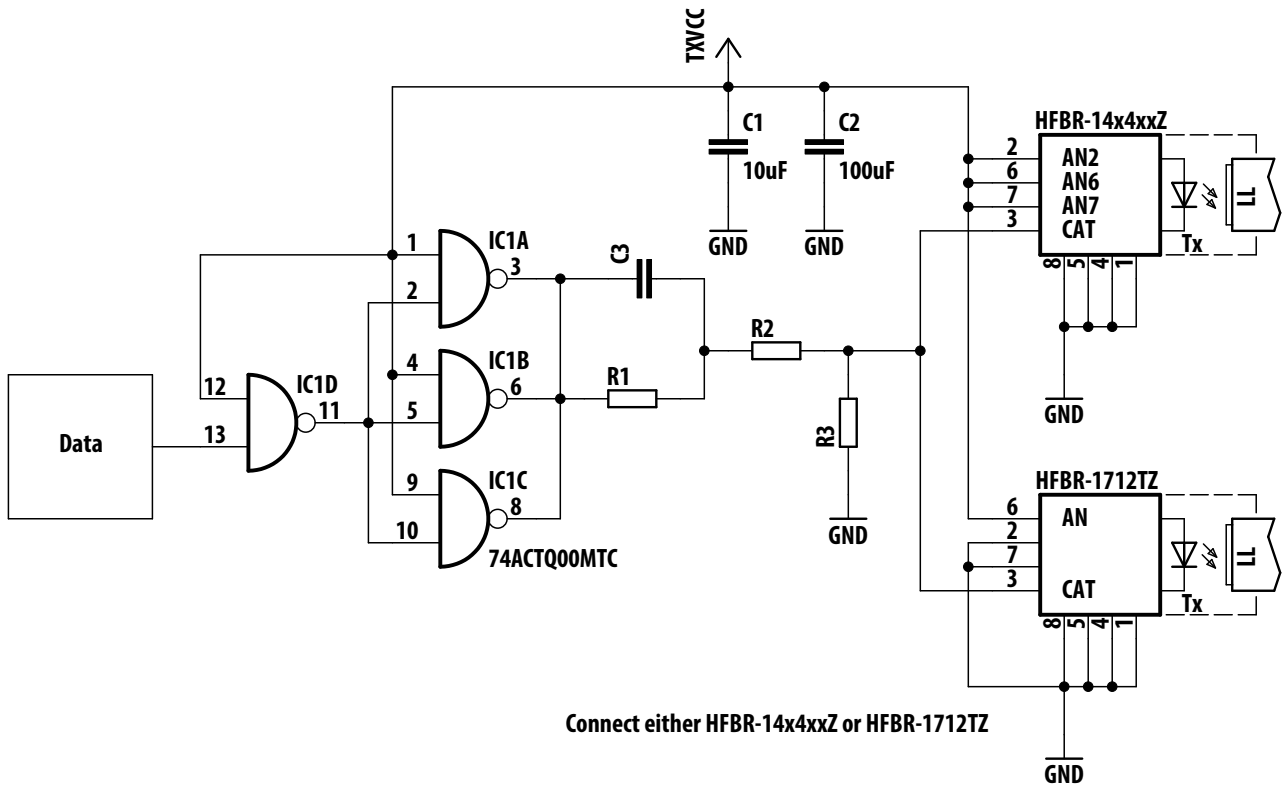 TXVCC
C1
10uF
GND
C2
100uF
GND
HFBR-14x4xxZ
2 AN2
6 AN6
7 AN7
3 CAT
Tx
LL
8 5 4 1
GND
1
2
IC1A
3
C3
4
5
IC1B
6
R1
R2
R3
GND
Data
12
13
IC1D
11
9
10
IC1C
8
74ACTQ00MTC
HFBR-1712TZ
6 AN
2
7
3 CAT
Tx
LL
8 5 4 1
GND
Connect either HFBR-14x4xxZ or HFBR-1712TZ